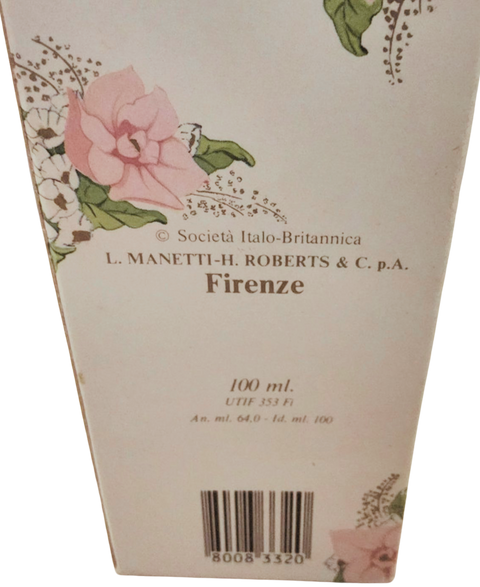 © Società Italo-Britannica
L. MANETTI-H. ROBERTS & C. p.A.
Firenze
100 ml.
UTIF 353 Fi
An. ml. 64,0 - Id. ml. 100
8008 3320